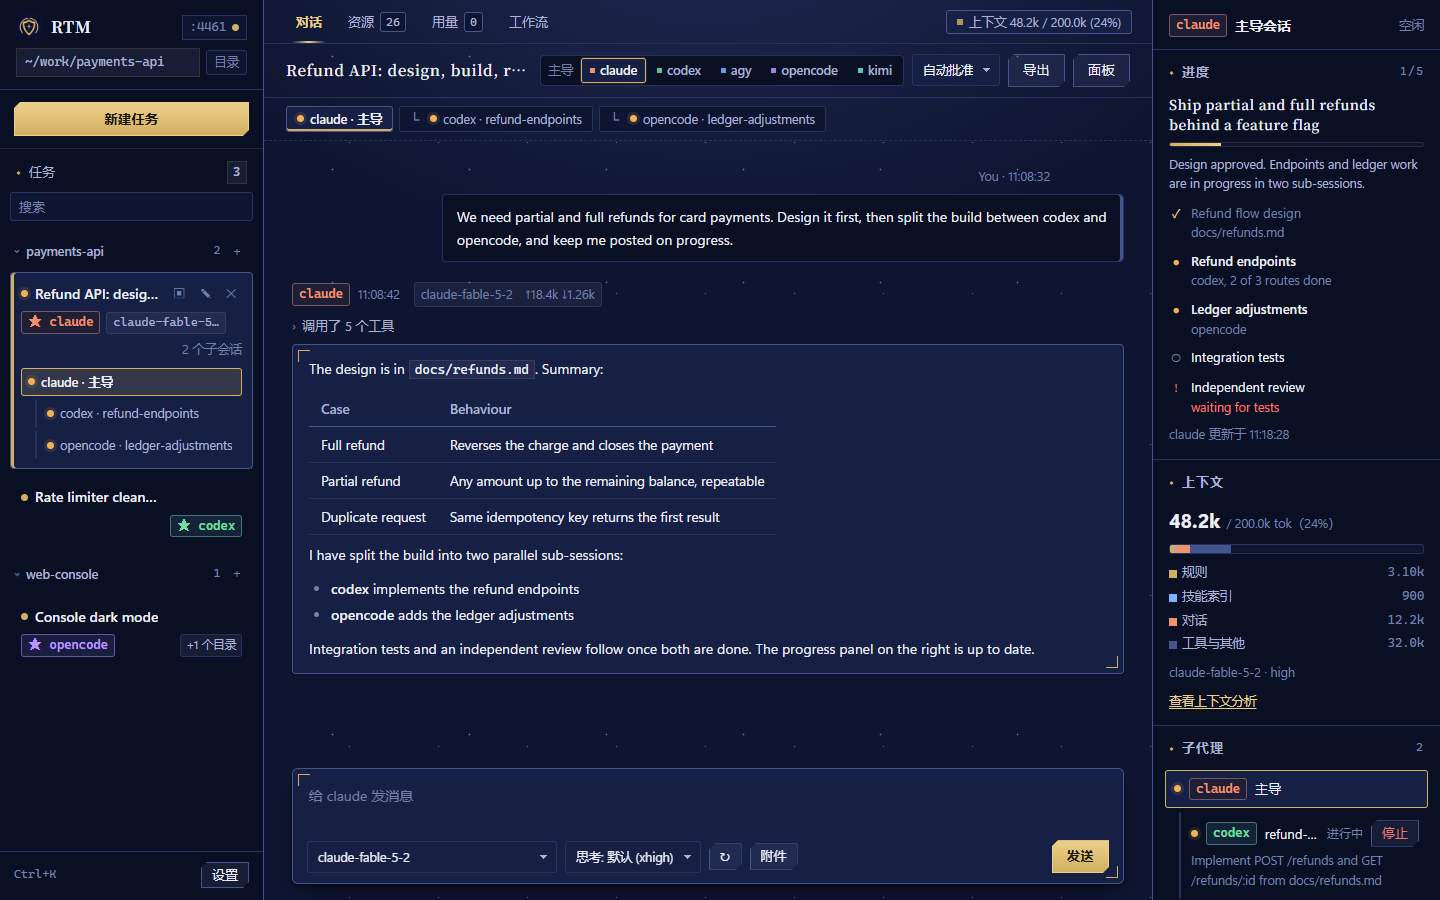 RTM
:4461
~/work/payments-api
目录
新建任务
任务
3
搜索
payments-api
2
+
Refund API: desig...
claude
claude-fable-5...
2 个子会话
claude · 主导
codex · refund-endpoints
opencode · ledger-adjustments
Rate limiter clean...
codex
web-console
1
+
Console dark mode
opencode
+1 个目录
Ctrl+K
设置
对话
资源 26
用量 0
工作流
上下文 48.2k / 200.0k (24%)
Refund API: design, build, r···
主导
claude
codex
agy
opencode
kimi
自动批准
导出
面板
claude · 主导
└ codex · refund-endpoints
└ opencode · ledger-adjustments
You · 11:08:32
We need partial and full refunds for card payments. Design it first, then split the build between codex and
opencode, and keep me posted on progress.
claude 11:08:42 claude-fable-5-2 ↑18.4k ↓1.26k
› 调用了 5 个工具
The design is in docs/refunds.md. Summary:
Case Behaviour
Full refund Reverses the charge and closes the payment
Partial refund Any amount up to the remaining balance, repeatable
Duplicate request Same idempotency key returns the first result
I have split the build into two parallel sub-sessions:
• codex implements the refund endpoints
• opencode adds the ledger adjustments
Integration tests and an independent review follow once both are done. The progress panel on the right is up to date.
给 claude 发消息
claude-fable-5-2
思考: 默认 (xhigh)
↻
附件
发送
claude 主导会话
空闲
进度
1/5
Ship partial and full refunds
behind a feature flag
Design approved. Endpoints and ledger work
are in progress in two sub-sessions.
✓ Refund flow design
docs/refunds.md
Refund endpoints
codex, 2 of 3 routes done
Ledger adjustments
opencode
Integration tests
! Independent review
waiting for tests
claude 更新于 11:18:28
上下文
48.2k / 200.0k tok (24%)
规则 3.10k
技能索引 900
对话 12.2k
工具与其他 32.0k
claude-fable-5-2 · high
查看上下文分析
子代理
2
claude 主导
codex refund-... 进行中 停止
Implement POST /refunds and GET
/refunds/:id from docs/refunds.md